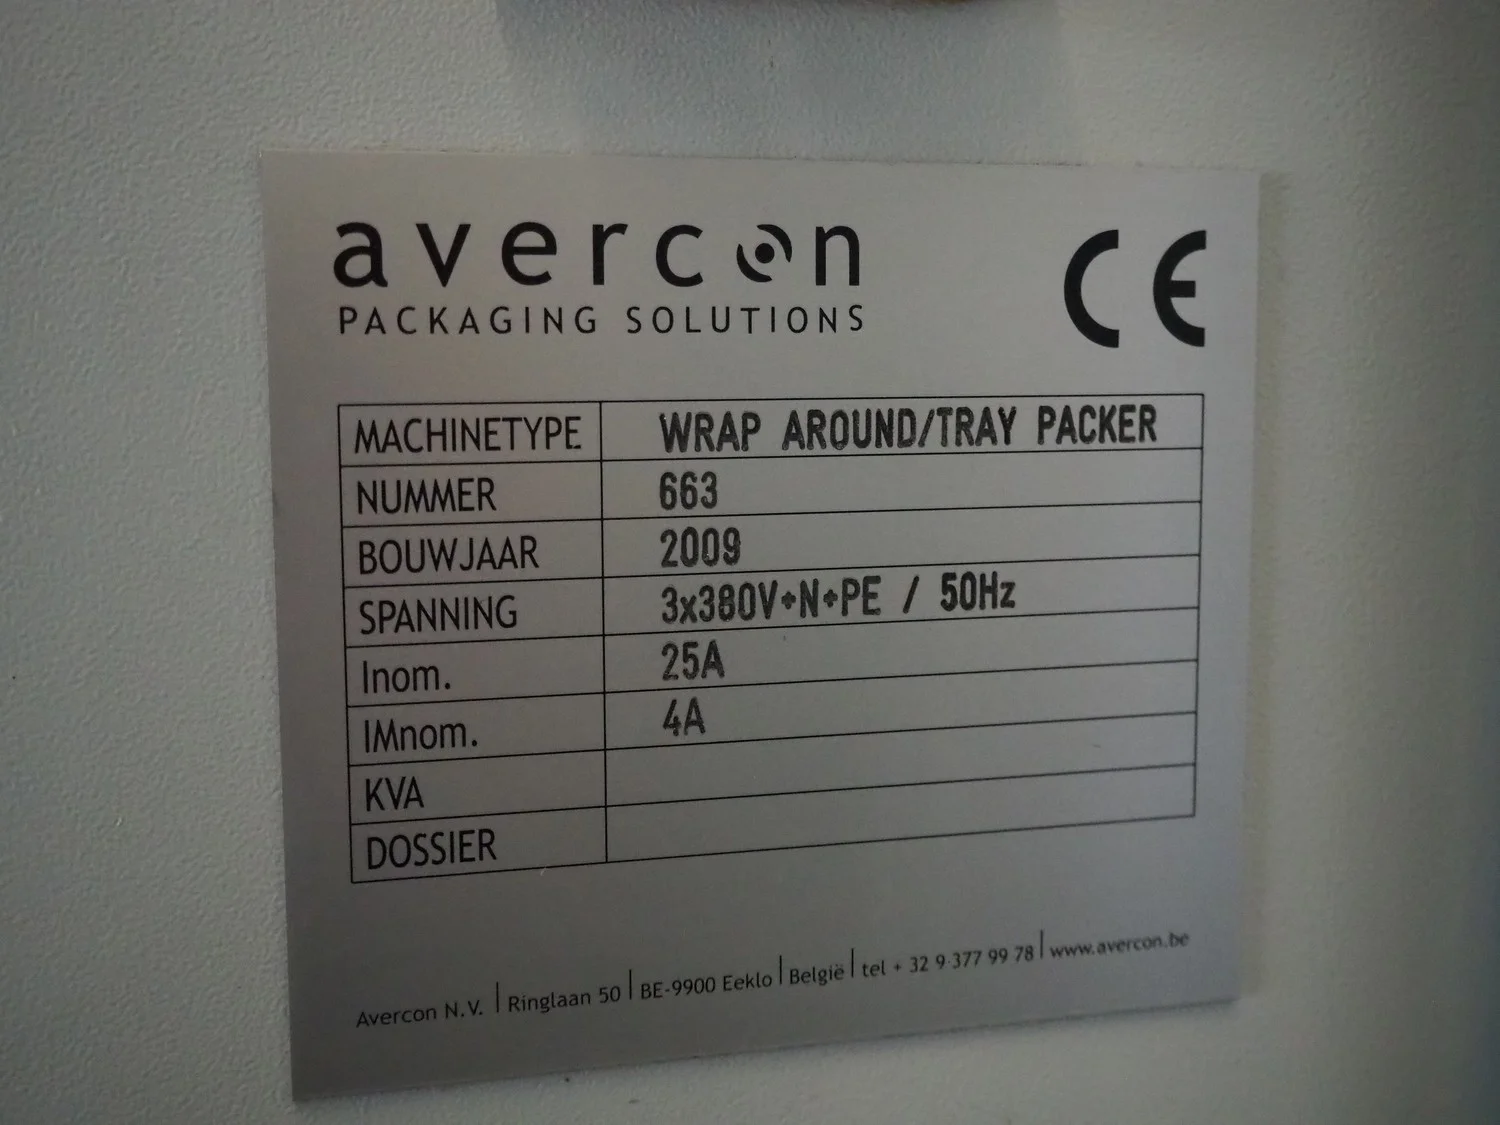 avercon
PACKAGING SOLUTIONS
CE
MACHINETYPE WRAP AROUND/TRAY PACKER
NUMMER 663
BOUWJAAR 2009
SPANNING 3x380V+N+PE / 50Hz
Inom. 25A
IMnom. 4A
KVA
DOSSIER
Avercon N.V. | Ringlaan 50 | BE-9900 Eeklo | België | tel + 32 9 377 99 78 | www.avercon.be